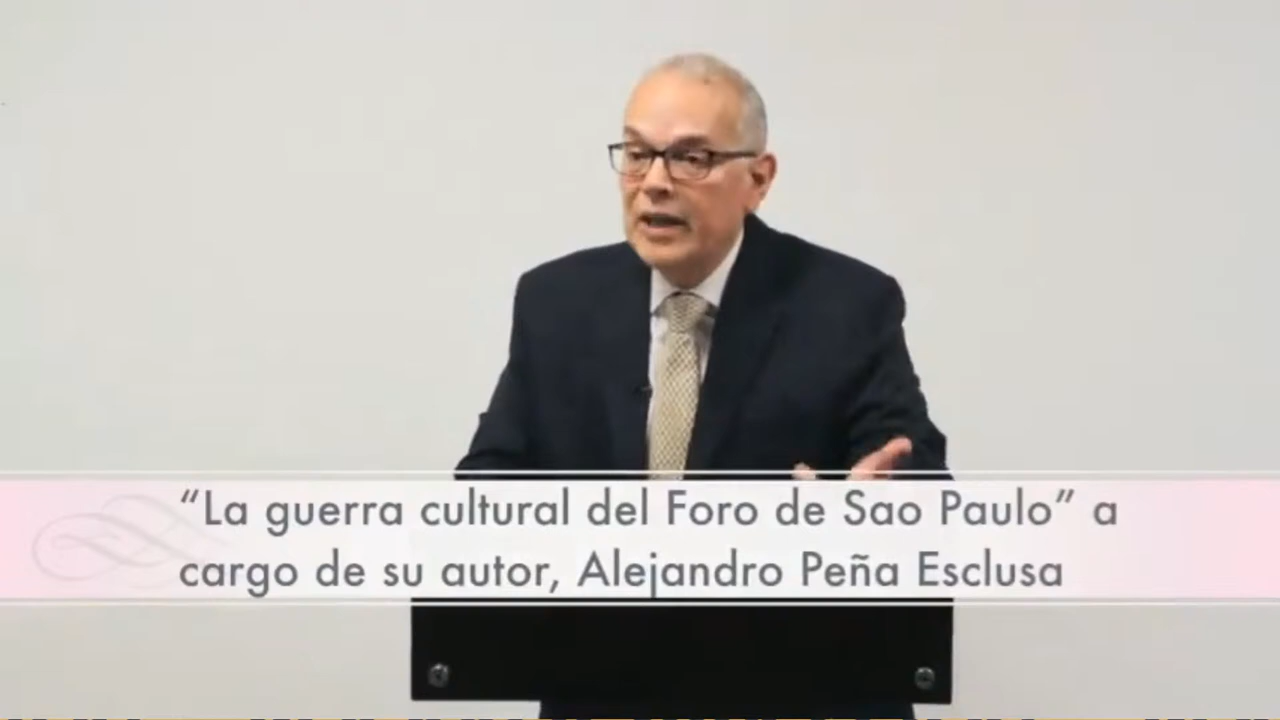 “La guerra cultural del Foro de Sao Paulo” a
cargo de su autor, Alejandro Peña Esclusa